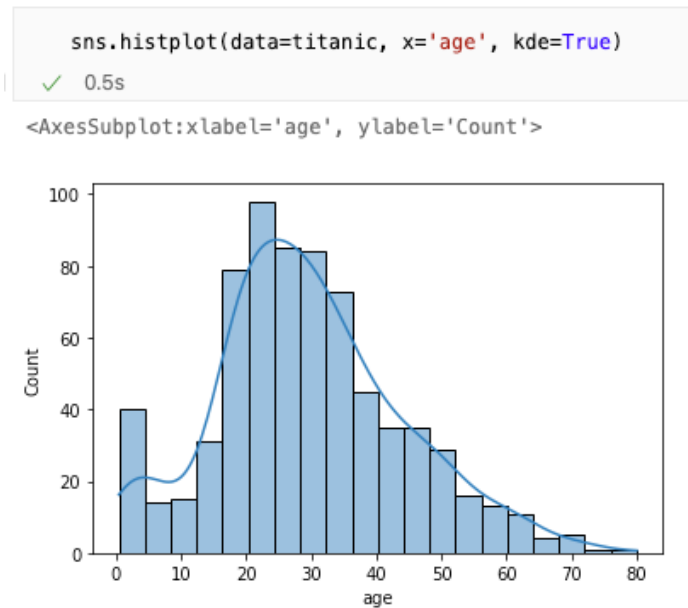 sns.histplot(data=titanic, x='age', kde=True)
0.5s
<AxesSubplot:xlabel='age', ylabel='Count'>
100
80
60
40
20
0
Count
0 10 20 30 40 50 60 70 80
age